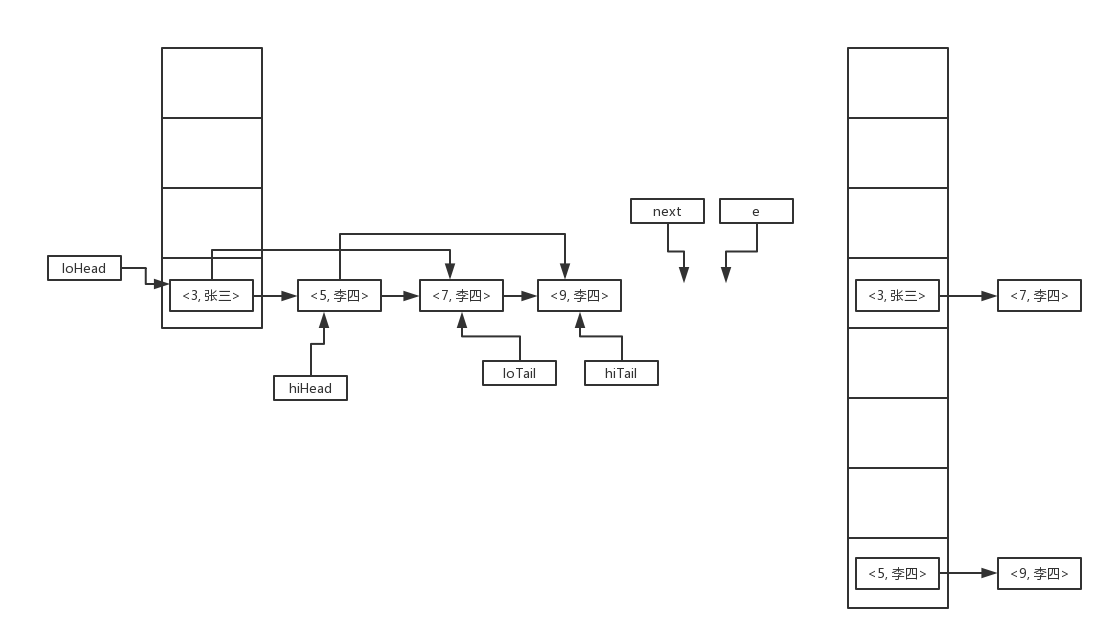 next
e
loHead
<3, 张三>
<5, 李四>
<7, 李四>
<9, 李四>
<3, 张三>
<7, 李四>
loTail
hiTail
hiHead
<5, 李四>
<9, 李四>